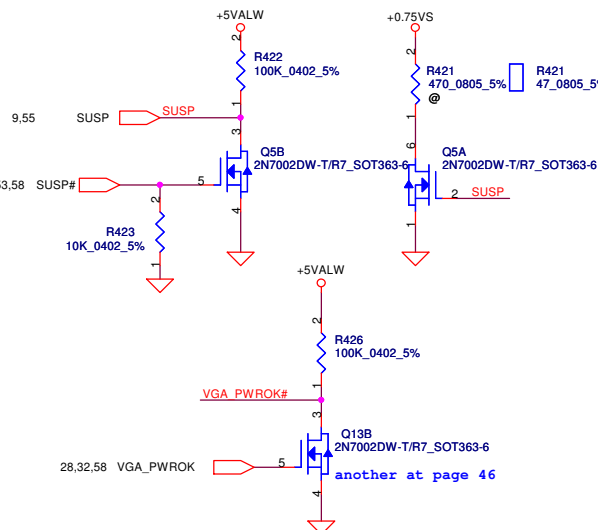 +5VALW
+0.75VS
2
R422
100K_0402_5%
1
2
R421
470_0805_5%
@
1
R421
47_0805_5
9,55 SUSP SUSP
3
Q5B
2N7002DW-T/R7_SOT363-6
5
4
6
Q5A
2N7002DW-T/R7_SOT363-6
2 SUSP
1
53,58 SUSP#
2
R423
10K_0402_5%
1
+5VALW
2
R426
100K_0402_5%
1
VGA_PWROK#
3
Q13B
2N7002DW-T/R7_SOT363-6
28,32,58 VGA_PWROK
5
another at page 46
4